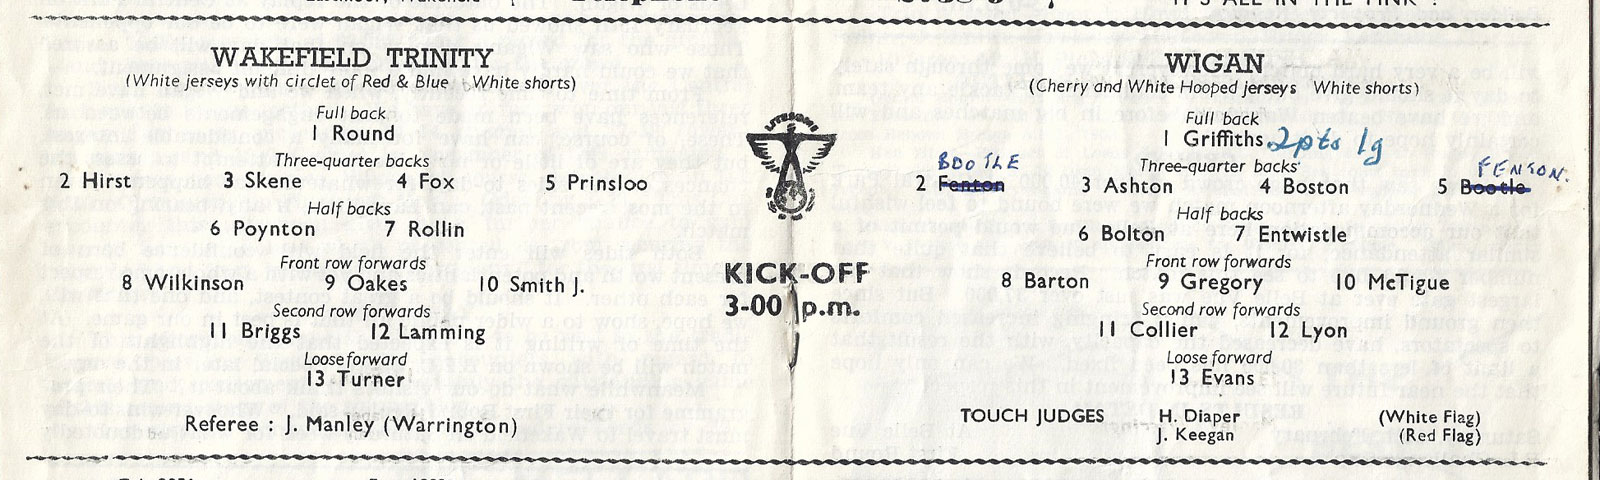 IT'S ALL IN THE "PINK"!
WAKEFIELD TRINITY
(White jerseys with circlet of Red & Blue White shorts)
Full back
1 Round
Three-quarter backs
2 Hirst 3 Skene 4 Fox 5 Prinsloo
Half backs
6 Poynton 7 Rollin
Front row forwards
8 Wilkinson 9 Oakes 10 Smith J.
Second row forwards
11 Briggs 12 Lamming
Loose forward
13 Turner
Referee : J. Manley (Warrington)
KICK-OFF
3-00 p.m.
WIGAN
(Cherry and White Hooped jerseys White shorts)
Full back
1 Griffiths 2pts 1g
Three-quarter backs
BOOTLE FENTON
2 Fenton 3 Ashton 4 Boston 5 Bootle
Half backs
6 Bolton 7 Entwistle
Front row forwards
8 Barton 9 Gregory 10 McTigue
Second row forwards
11 Collier 12 Lyon
Loose forward
13 Evans
TOUCH JUDGES H. Diaper (White Flag)
J. Keegan (Red Flag)